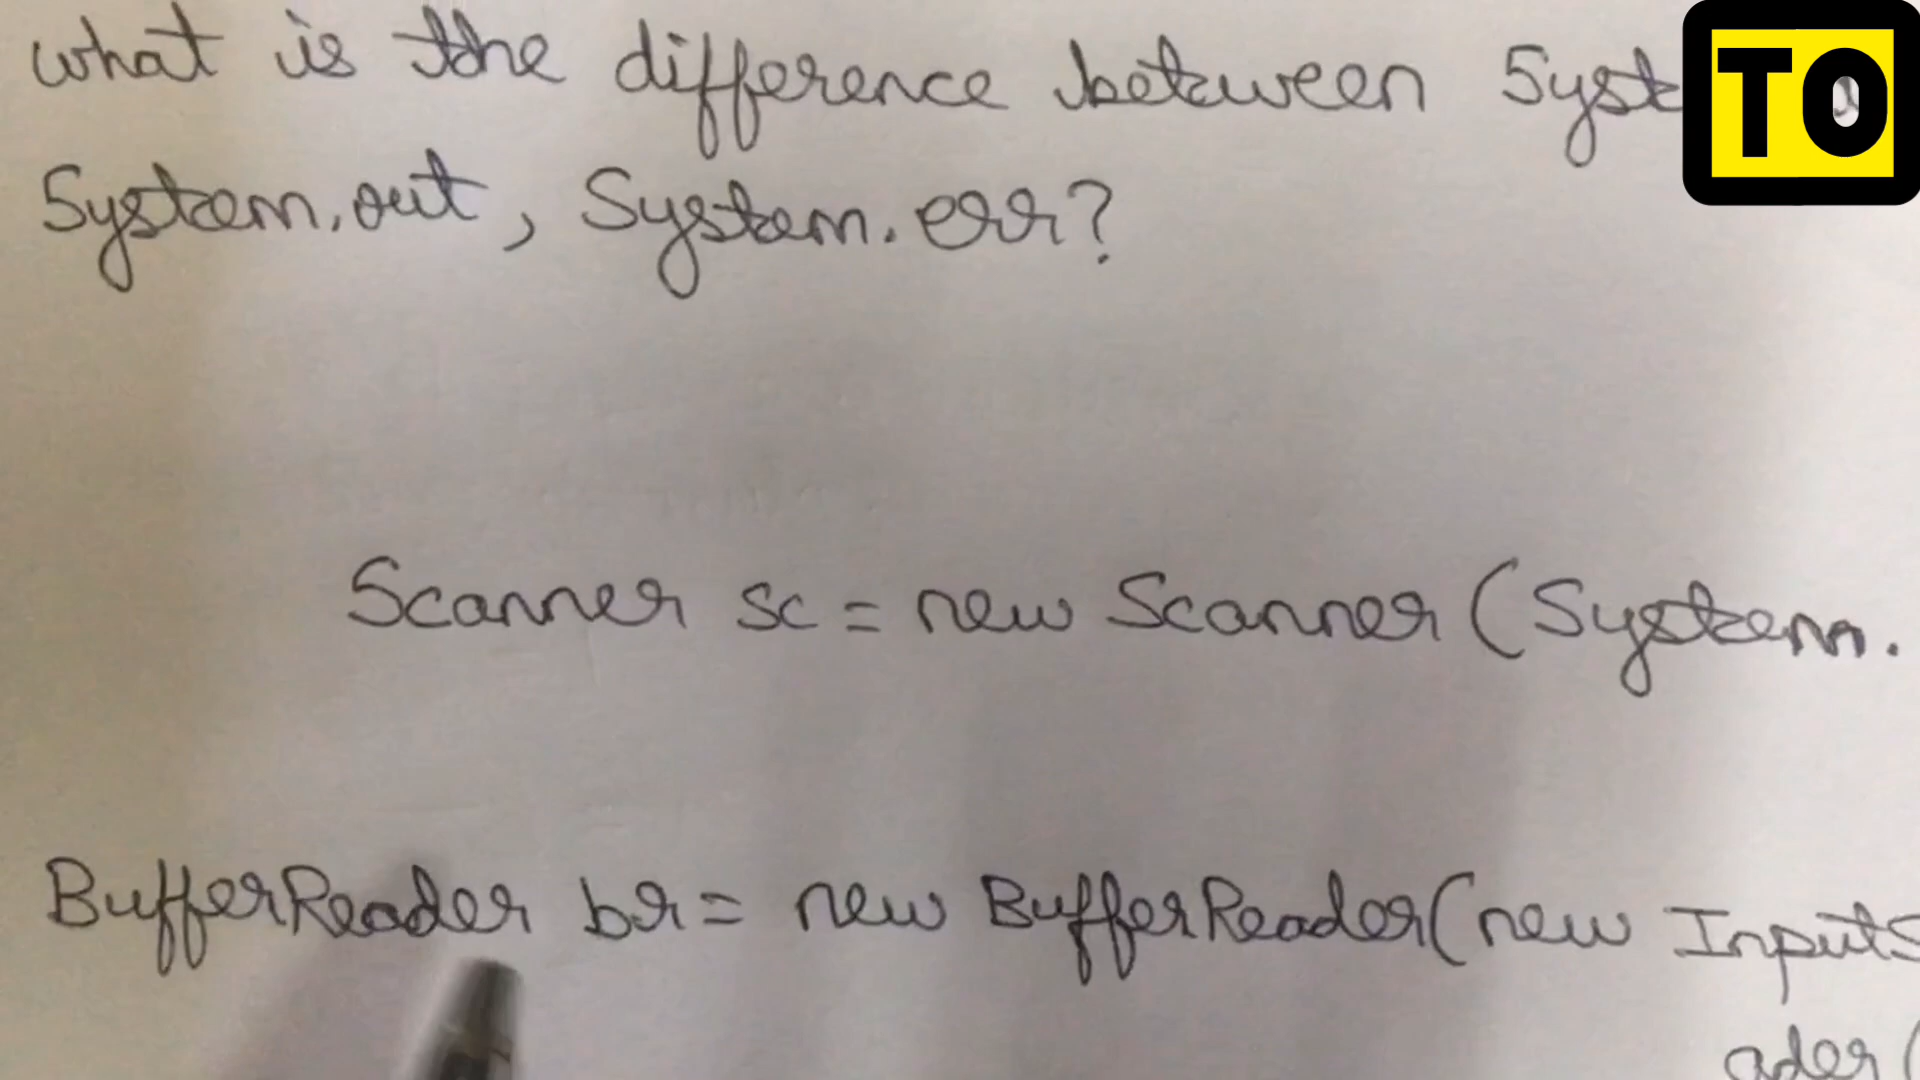 what is the difference between Syst
TO
System.out, System.err?
Scanner sc = new Scanner (System.
BufferReader br = new BufferReader(new InputS
ader (